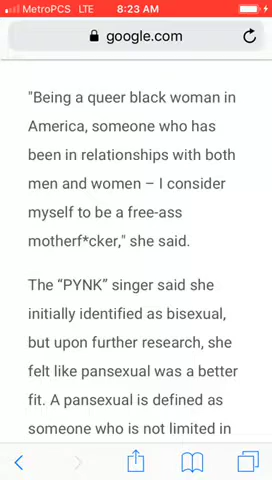 MetroPCS LTE 8:23 AM
google.com
"Being a queer black woman in
America, someone who has
been in relationships with both
men and women – I consider
myself to be a free-ass
motherf*cker," she said.
The “PYNK” singer said she
initially identified as bisexual,
but upon further research, she
felt like pansexual was a better
fit. A pansexual is defined as
someone who is not limited in